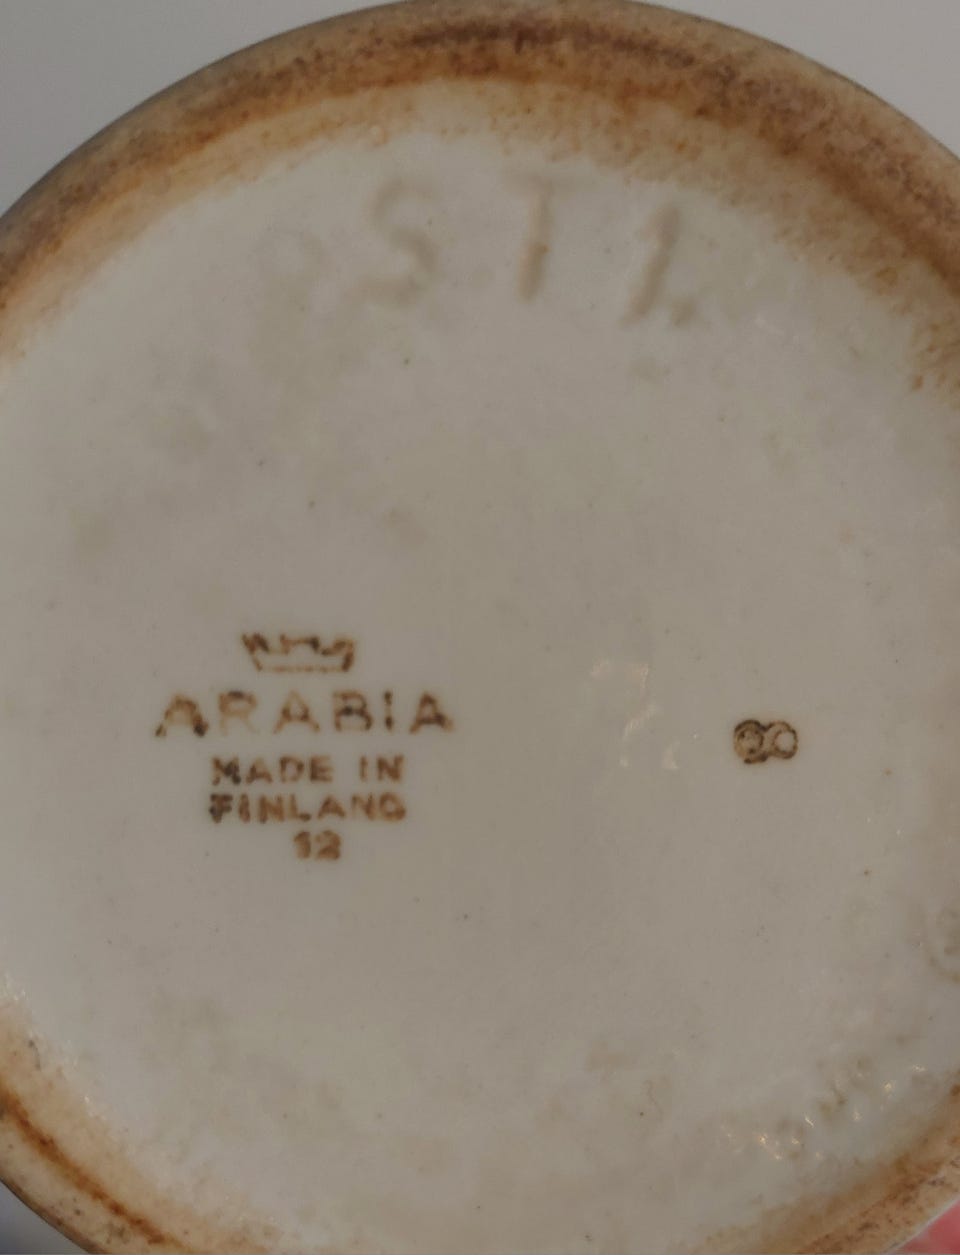 ST1
ARABIA
MADE IN
FINLAND
12